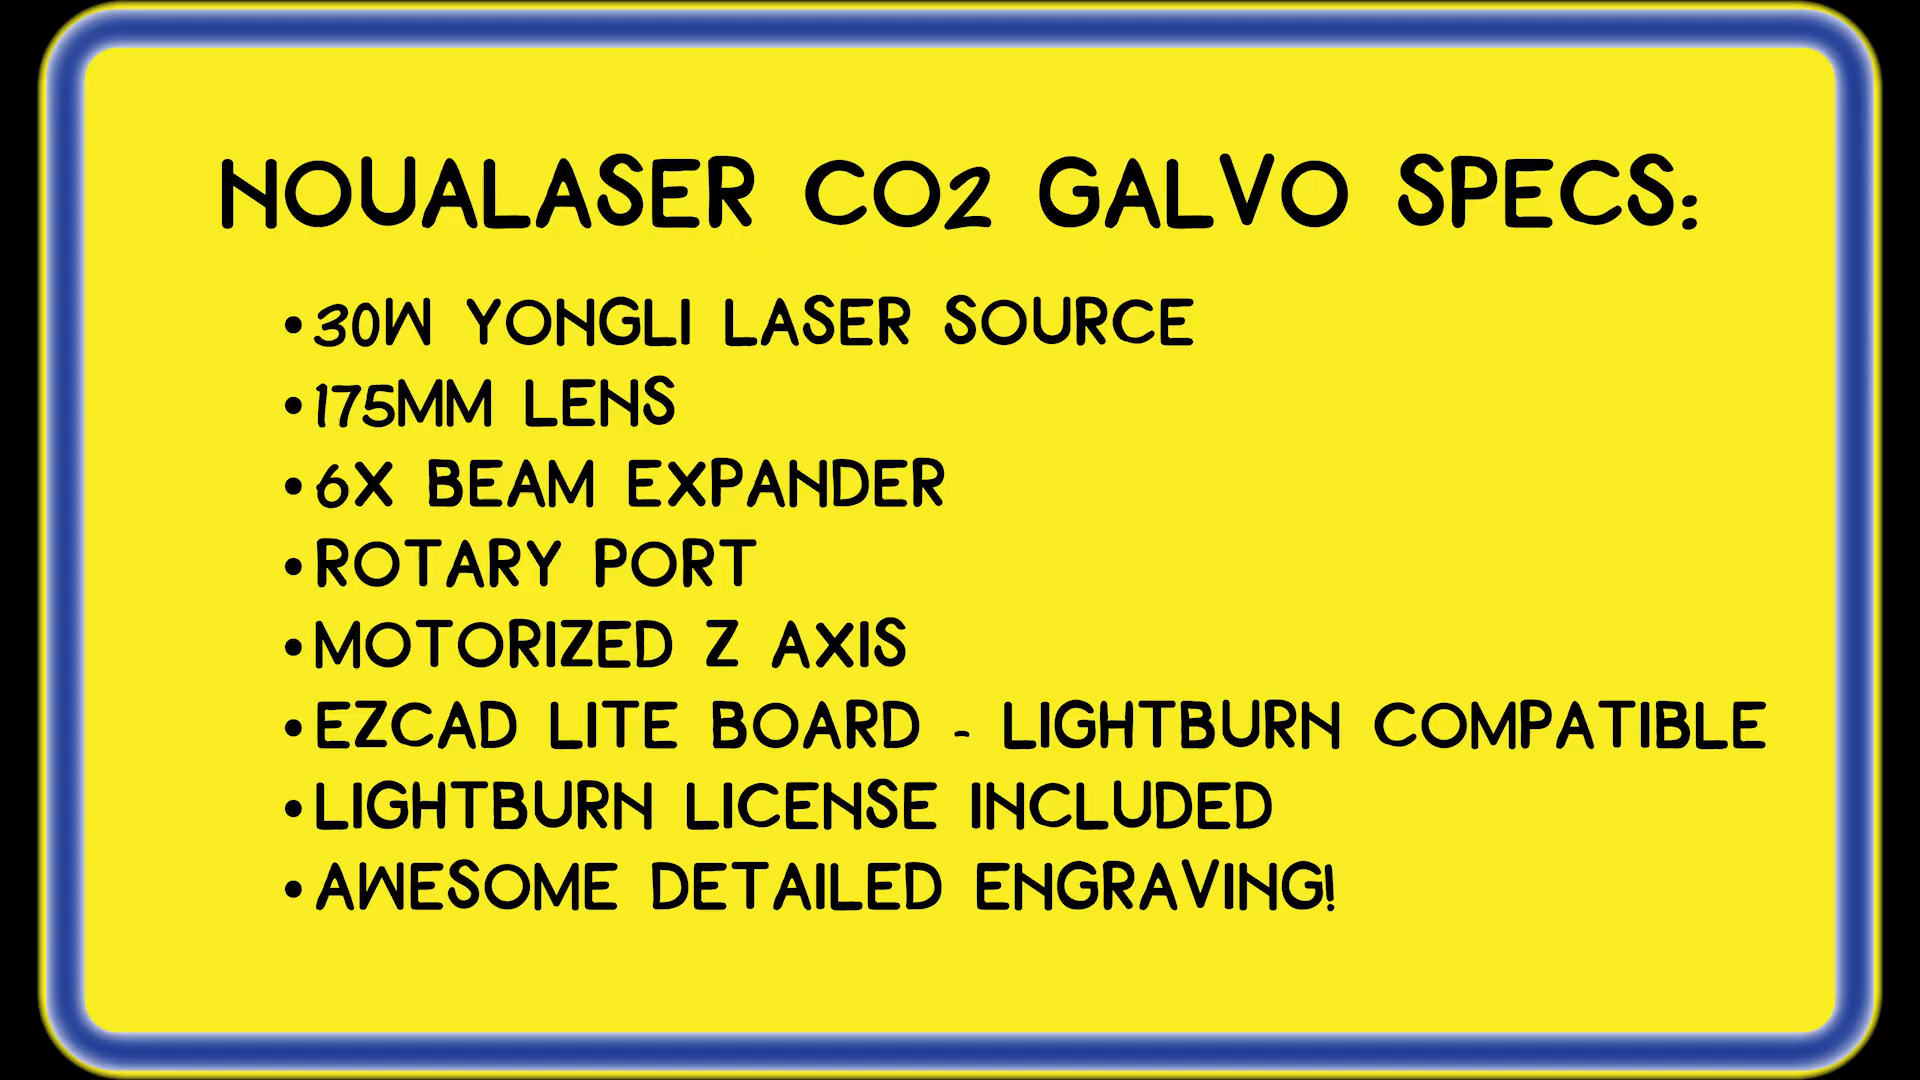 NOUALASER CO2 GALVO SPECS:
• 30W YONGLI LASER SOURCE
• 175MM LENS
• 6X BEAM EXPANDER
• ROTARY PORT
• MOTORIZED Z AXIS
• EZCAD LITE BOARD - LIGHTBURN COMPATIBLE
• LIGHTBURN LICENSE INCLUDED
• AWESOME DETAILED ENGRAVING!